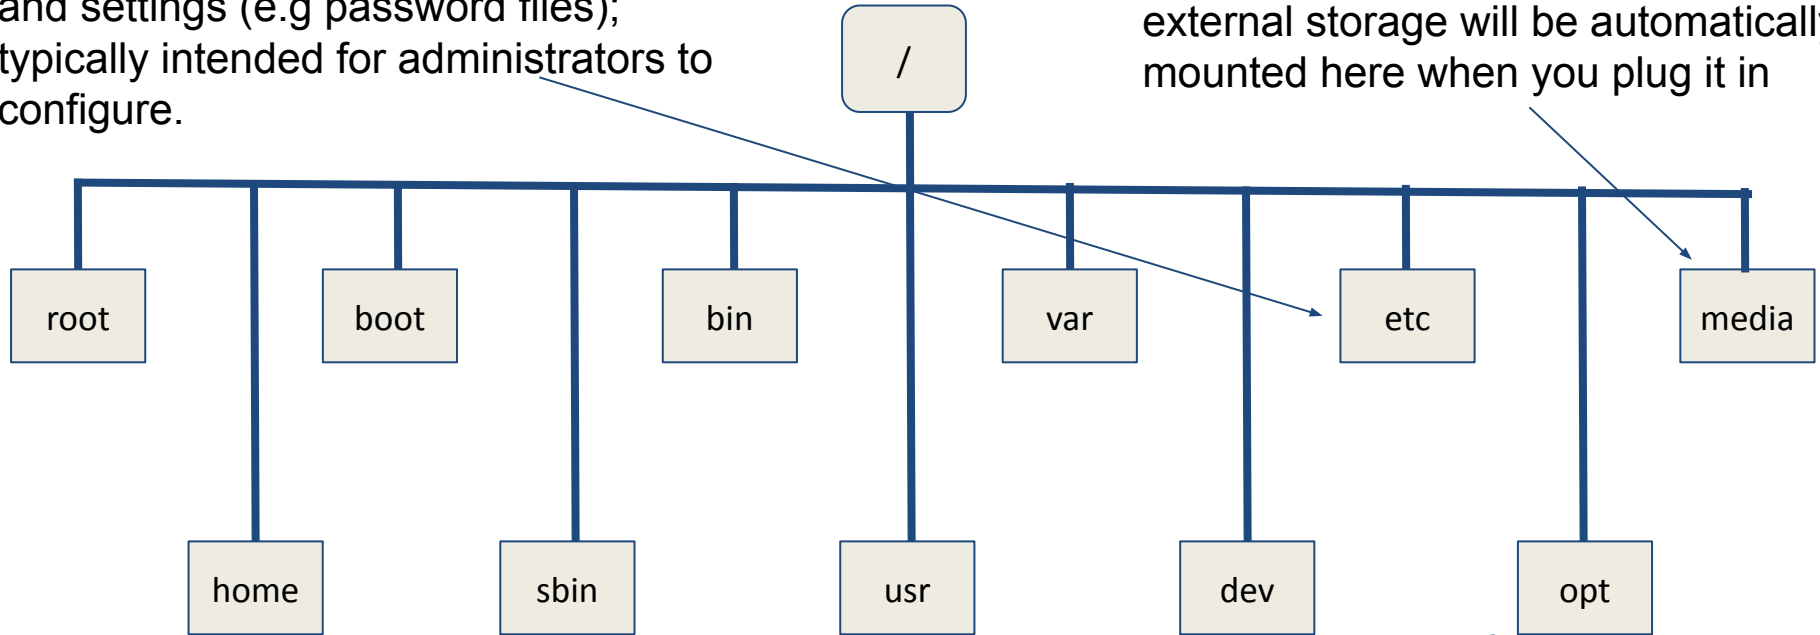 and settings (e.g password files);
typically intended for administrators to
configure.
external storage will be automatically
mounted here when you plug it in
/
root
boot
bin
var
etc
media
home
sbin
usr
dev
opt